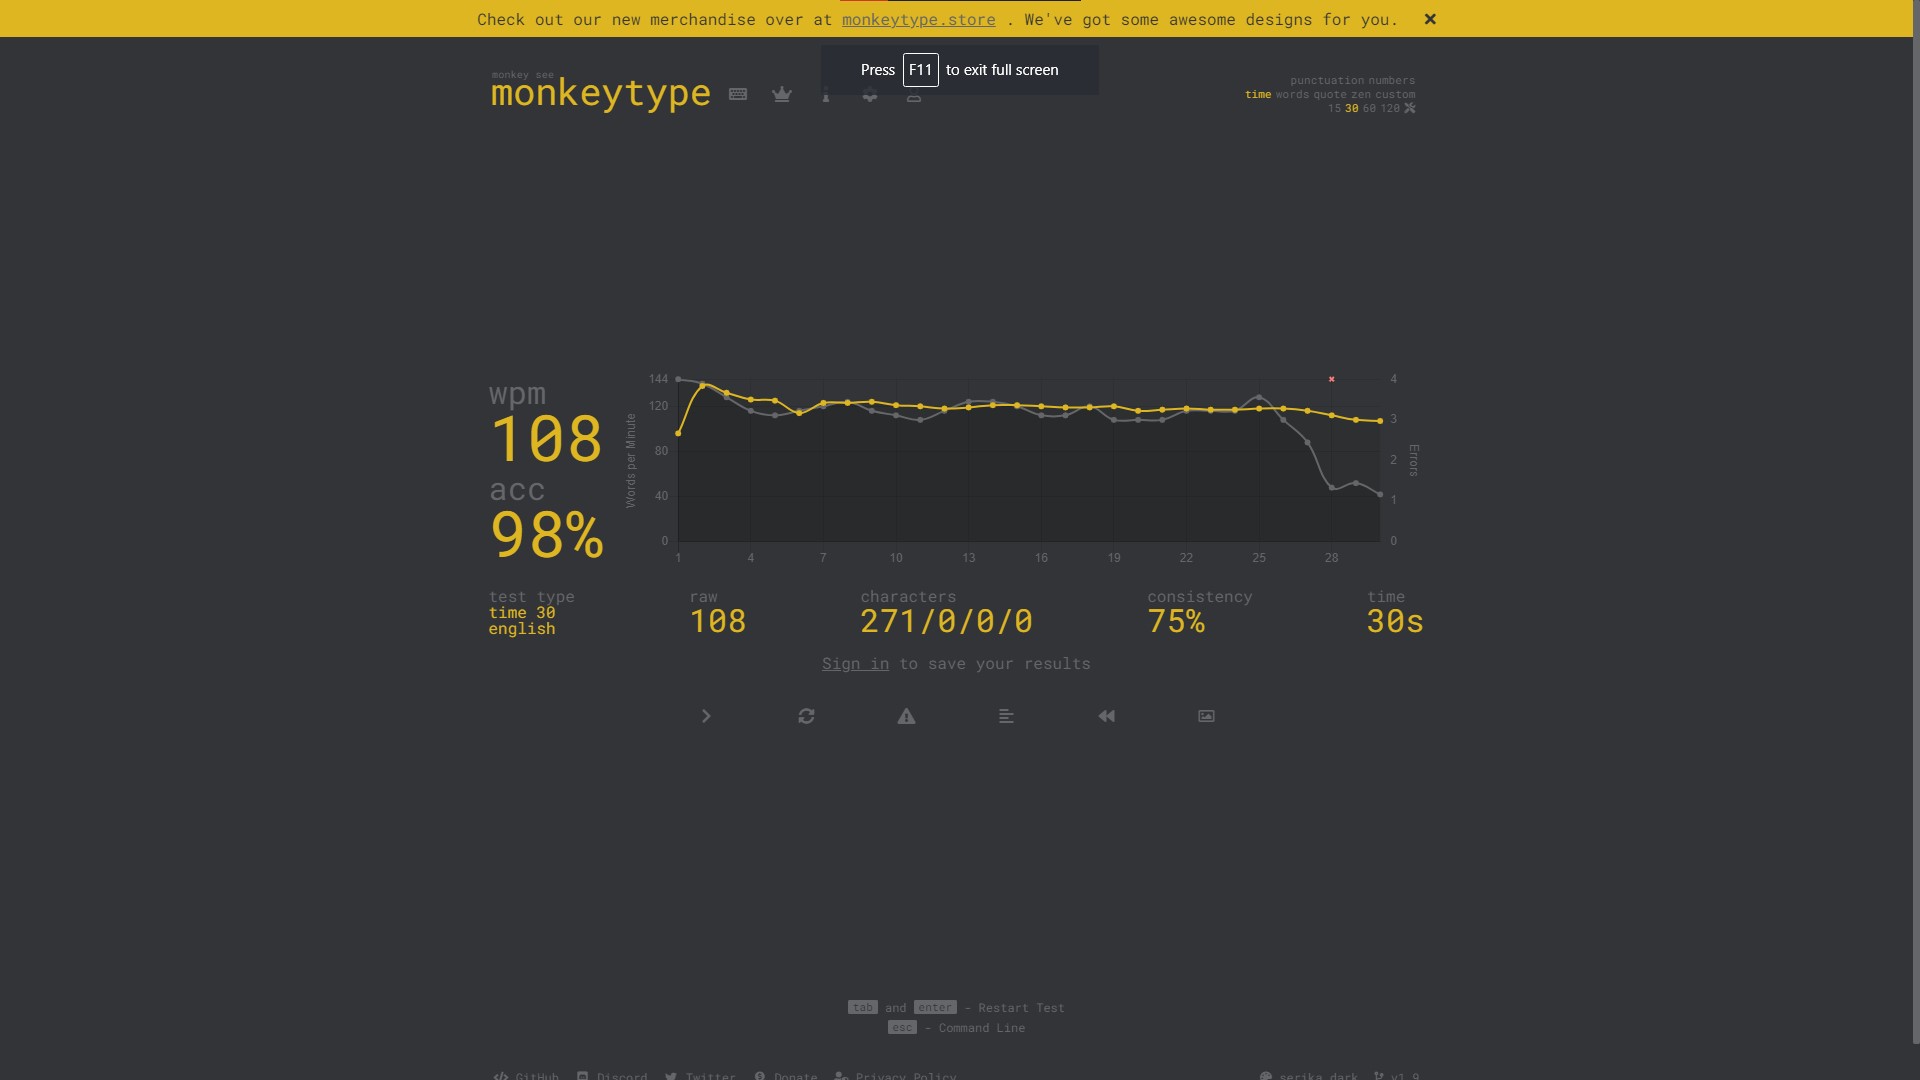 Check out our new merchandise over at monkeytype.store . We've got some awesome designs for you.
Press F11 to exit full screen
monkey see
monkeytype
punctuation numbers
time words quote zen custom
15 30 60 120
wpm
108
acc
98%
Words per Minute
144
120
80
40
0
1 4 7 10 13 16 19 22 25 28
4
3
2
1
0
Errors
test type
time 30
english
raw
108
characters
271/0/0/0
consistency
75%
time
30s
Sign in to save your results
tab and enter - Restart Test
esc - Command Line
GitHub Discord Twitter Donate Privacy Policy serika dark v1.9